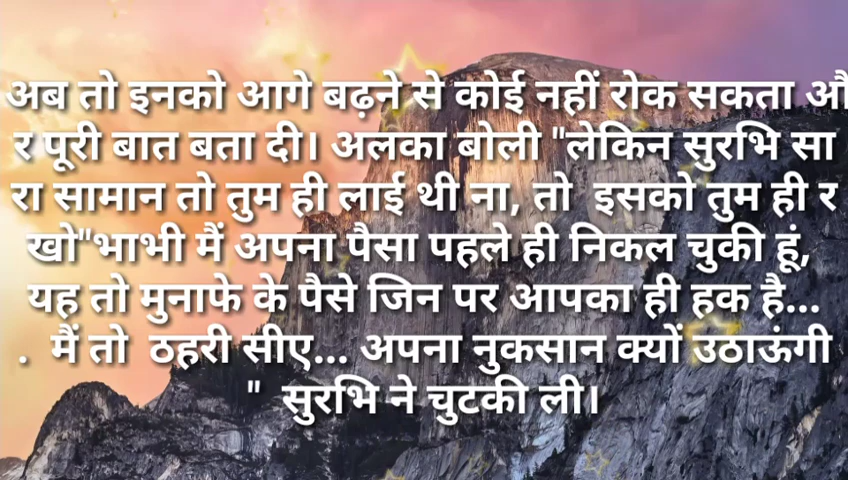 अब तो इनको आगे बढ़ने से कोई नहीं रोक सकता औ
र पूरी बात बता दी। अलका बोली "लेकिन सुरभि सा
रा सामान तो तुम ही लाई थी ना, तो  इसको तुम ही र
खो"भाभी मैं अपना पैसा पहले ही निकल चुकी हूं,
यह तो मुनाफे के पैसे जिन पर आपका ही हक है...
.  मैं तो  ठहरी सीए... अपना नुकसान क्यों उठाऊंगी
"  सुरभि ने चुटकी ली।